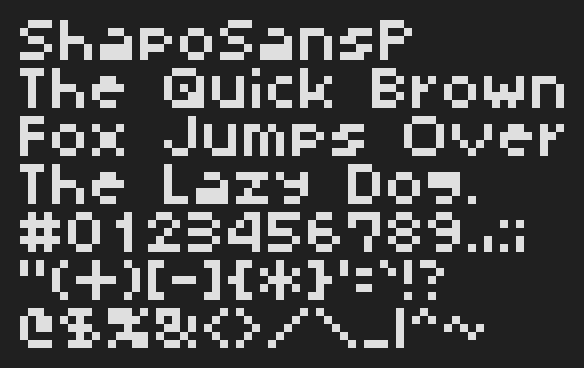 ShapoSansP
The Quick Brown
Fox Jumps Over
The Lazy Dog.
#0123456789.,:;
"(+)[-]{*}'=`!?
@$%&<>/\_|^~